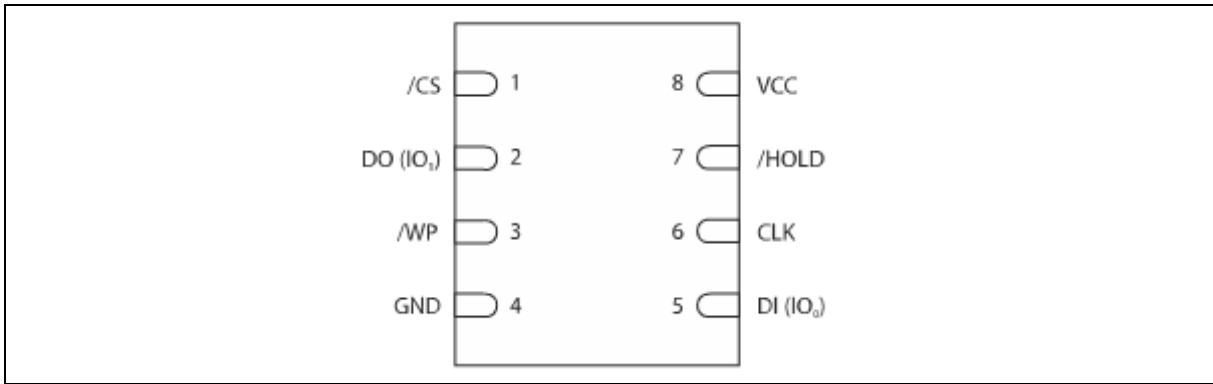 /CS 1 8 VCC
DO (IO₁) 2 7 /HOLD
/WP 3 6 CLK
GND 4 5 DI (IO₀)